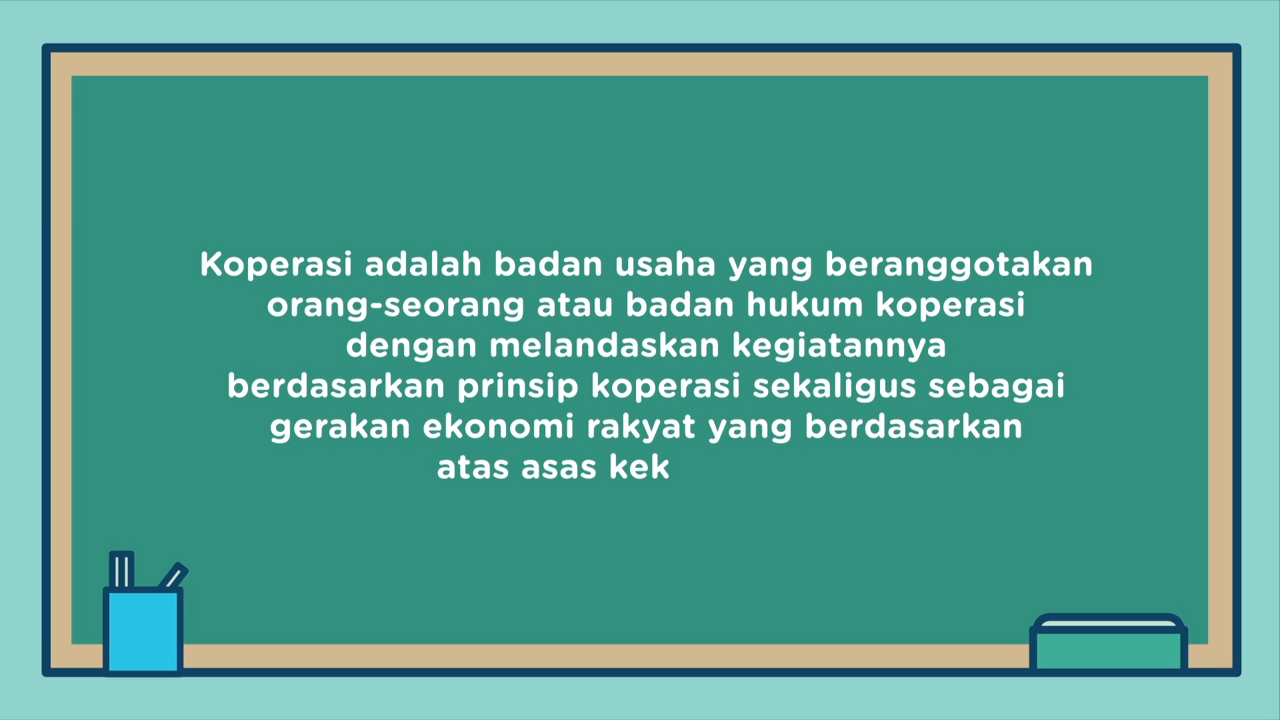 Koperasi adalah badan usaha yang beranggotakan
orang-seorang atau badan hukum koperasi
dengan melandaskan kegiatannya
berdasarkan prinsip koperasi sekaligus sebagai
gerakan ekonomi rakyat yang berdasarkan
atas asas kek